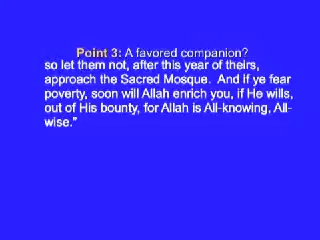 Point 3: A favored companion?
so let them not, after this year of theirs,
approach the Sacred Mosque.  And if ye fear
poverty, soon will Allah enrich you, if He wills,
out of His bounty, for Allah is All-knowing, All-
wise.”